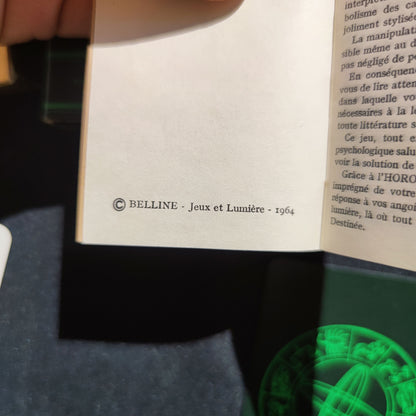 © BELLINE - Jeux et Lumière - 1964
bolisme des ca
joliment stylisé
La manipulat
sible même au d
pas négligé de p
En conséquenc
vous de lire atten
dans laquelle vo
nécessaires à la l
toute littérature s
Ce jeu, tout e
psychologique salu
voir la solution de
Grâce à l'HORO
imprégné de votre
réponse à vos angoi
lumière, là où tout
Destinée.